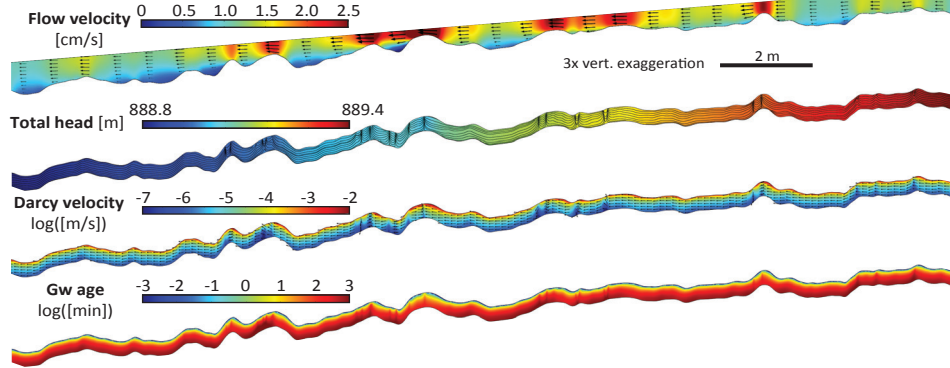 Flow velocity 0 0.5 1.0 1.5 2.0 2.5
[cm/s]
3x vert. exaggeration 2 m
888.8 889.4
Total head [m]
Darcy velocity -7 -6 -5 -4 -3 -2
log([m/s])
Gw age -3 -2 -1 0 1 2 3
log([min])